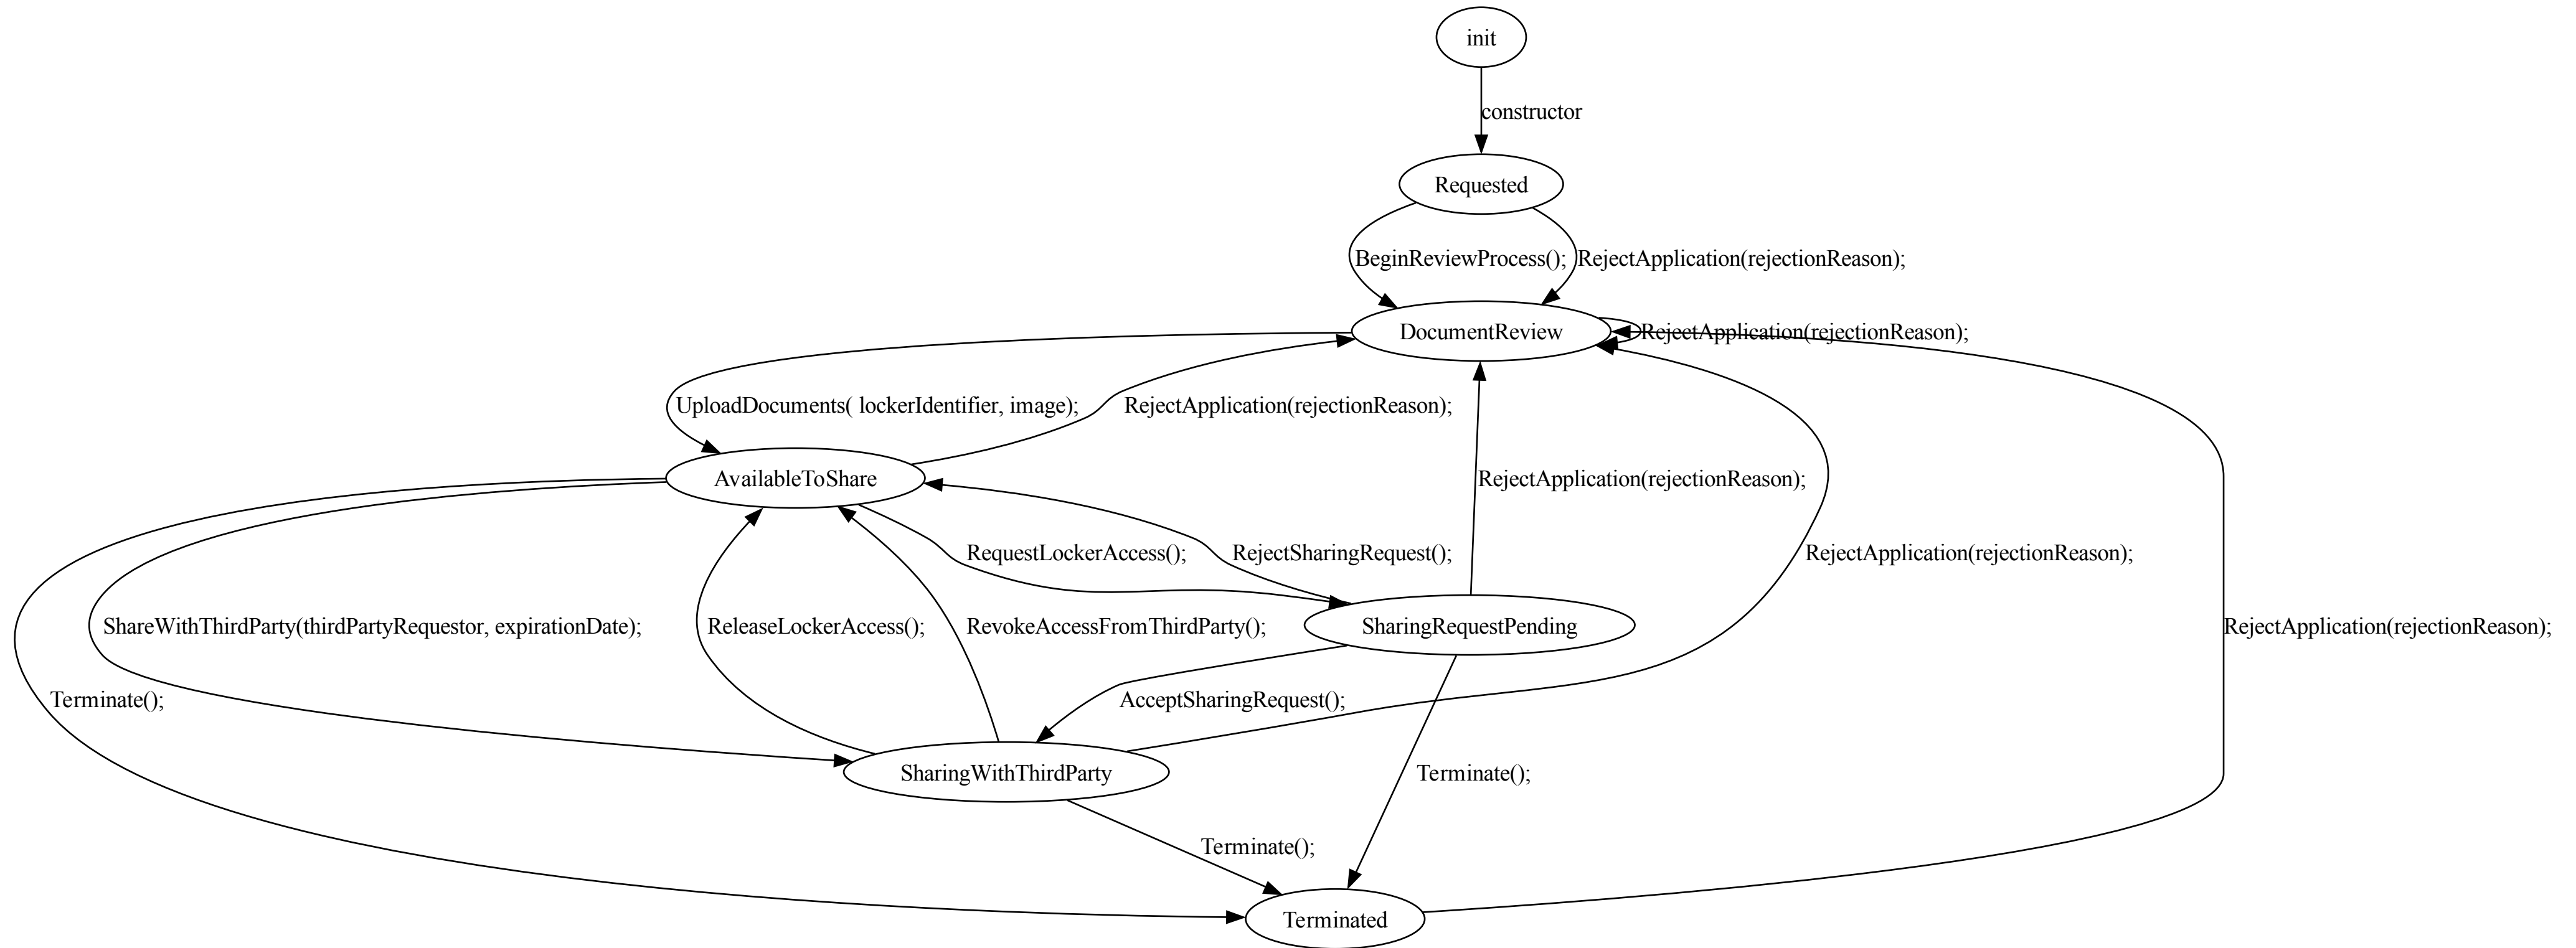 init
constructor
Requested
BeginReviewProcess();
RejectApplication(rejectionReason);
DocumentReview
RejectApplication(rejectionReason);
UploadDocuments( lockerIdentifier, image);
RejectApplication(rejectionReason);
AvailableToShare
RejectApplication(rejectionReason);
RequestLockerAccess();
RejectSharingRequest();
RejectApplication(rejectionReason);
ShareWithThirdParty(thirdPartyRequestor, expirationDate);
ReleaseLockerAccess();
RevokeAccessFromThirdParty();
SharingRequestPending
RejectApplication(rejectionReason);
Terminate();
AcceptSharingRequest();
SharingWithThirdParty
Terminate();
Terminate();
Terminated